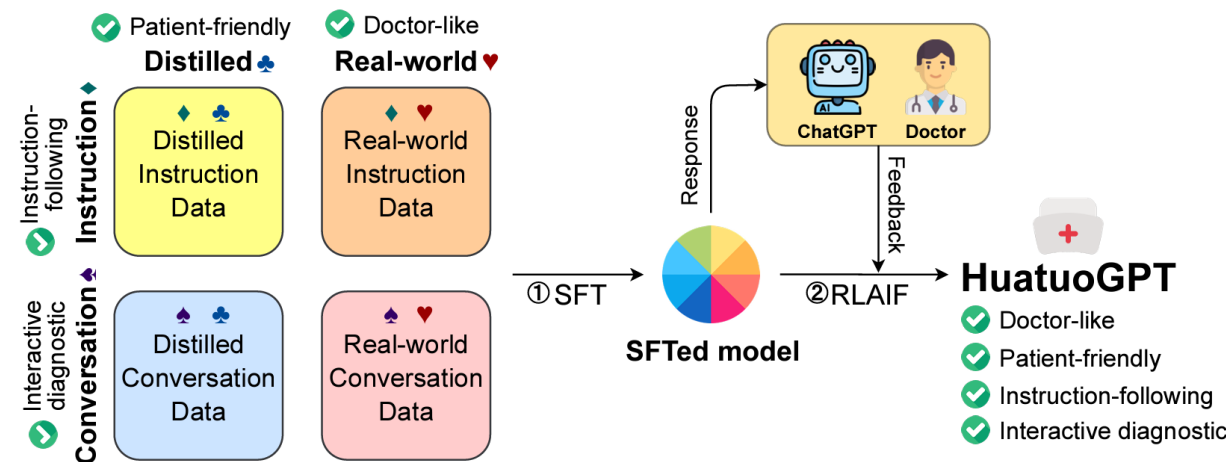 Patient-friendly
Doctor-like
Distilled ♣
Real-world ♥
Instruction-
following
Instruction ♦
♦ ♣
Distilled
Instruction
Data
♦ ♥
Real-world
Instruction
Data
Interactive
diagnostic
Conversation ♠
♠ ♣
Distilled
Conversation
Data
♠ ♥
Real-world
Conversation
Data
①SFT
SFTed model
Response
AI
ChatGPT
Doctor
Feedback
②RLAIF
HuatuoGPT
Doctor-like
Patient-friendly
Instruction-following
Interactive diagnostic